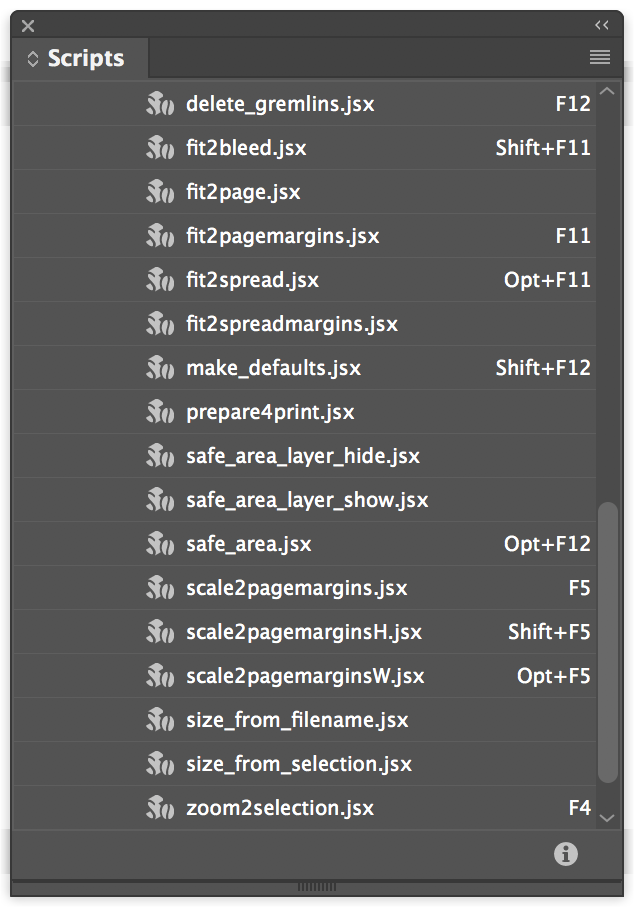 Scripts
delete_gremlins.jsx F12
fit2bleed.jsx Shift+F11
fit2page.jsx
fit2pagemargins.jsx F11
fit2spread.jsx Opt+F11
fit2spreadmargins.jsx
make_defaults.jsx Shift+F12
prepare4print.jsx
safe_area_layer_hide.jsx
safe_area_layer_show.jsx
safe_area.jsx Opt+F12
scale2pagemargins.jsx F5
scale2pagemarginsH.jsx Shift+F5
scale2pagemarginsW.jsx Opt+F5
size_from_filename.jsx
size_from_selection.jsx
zoom2selection.jsx F4